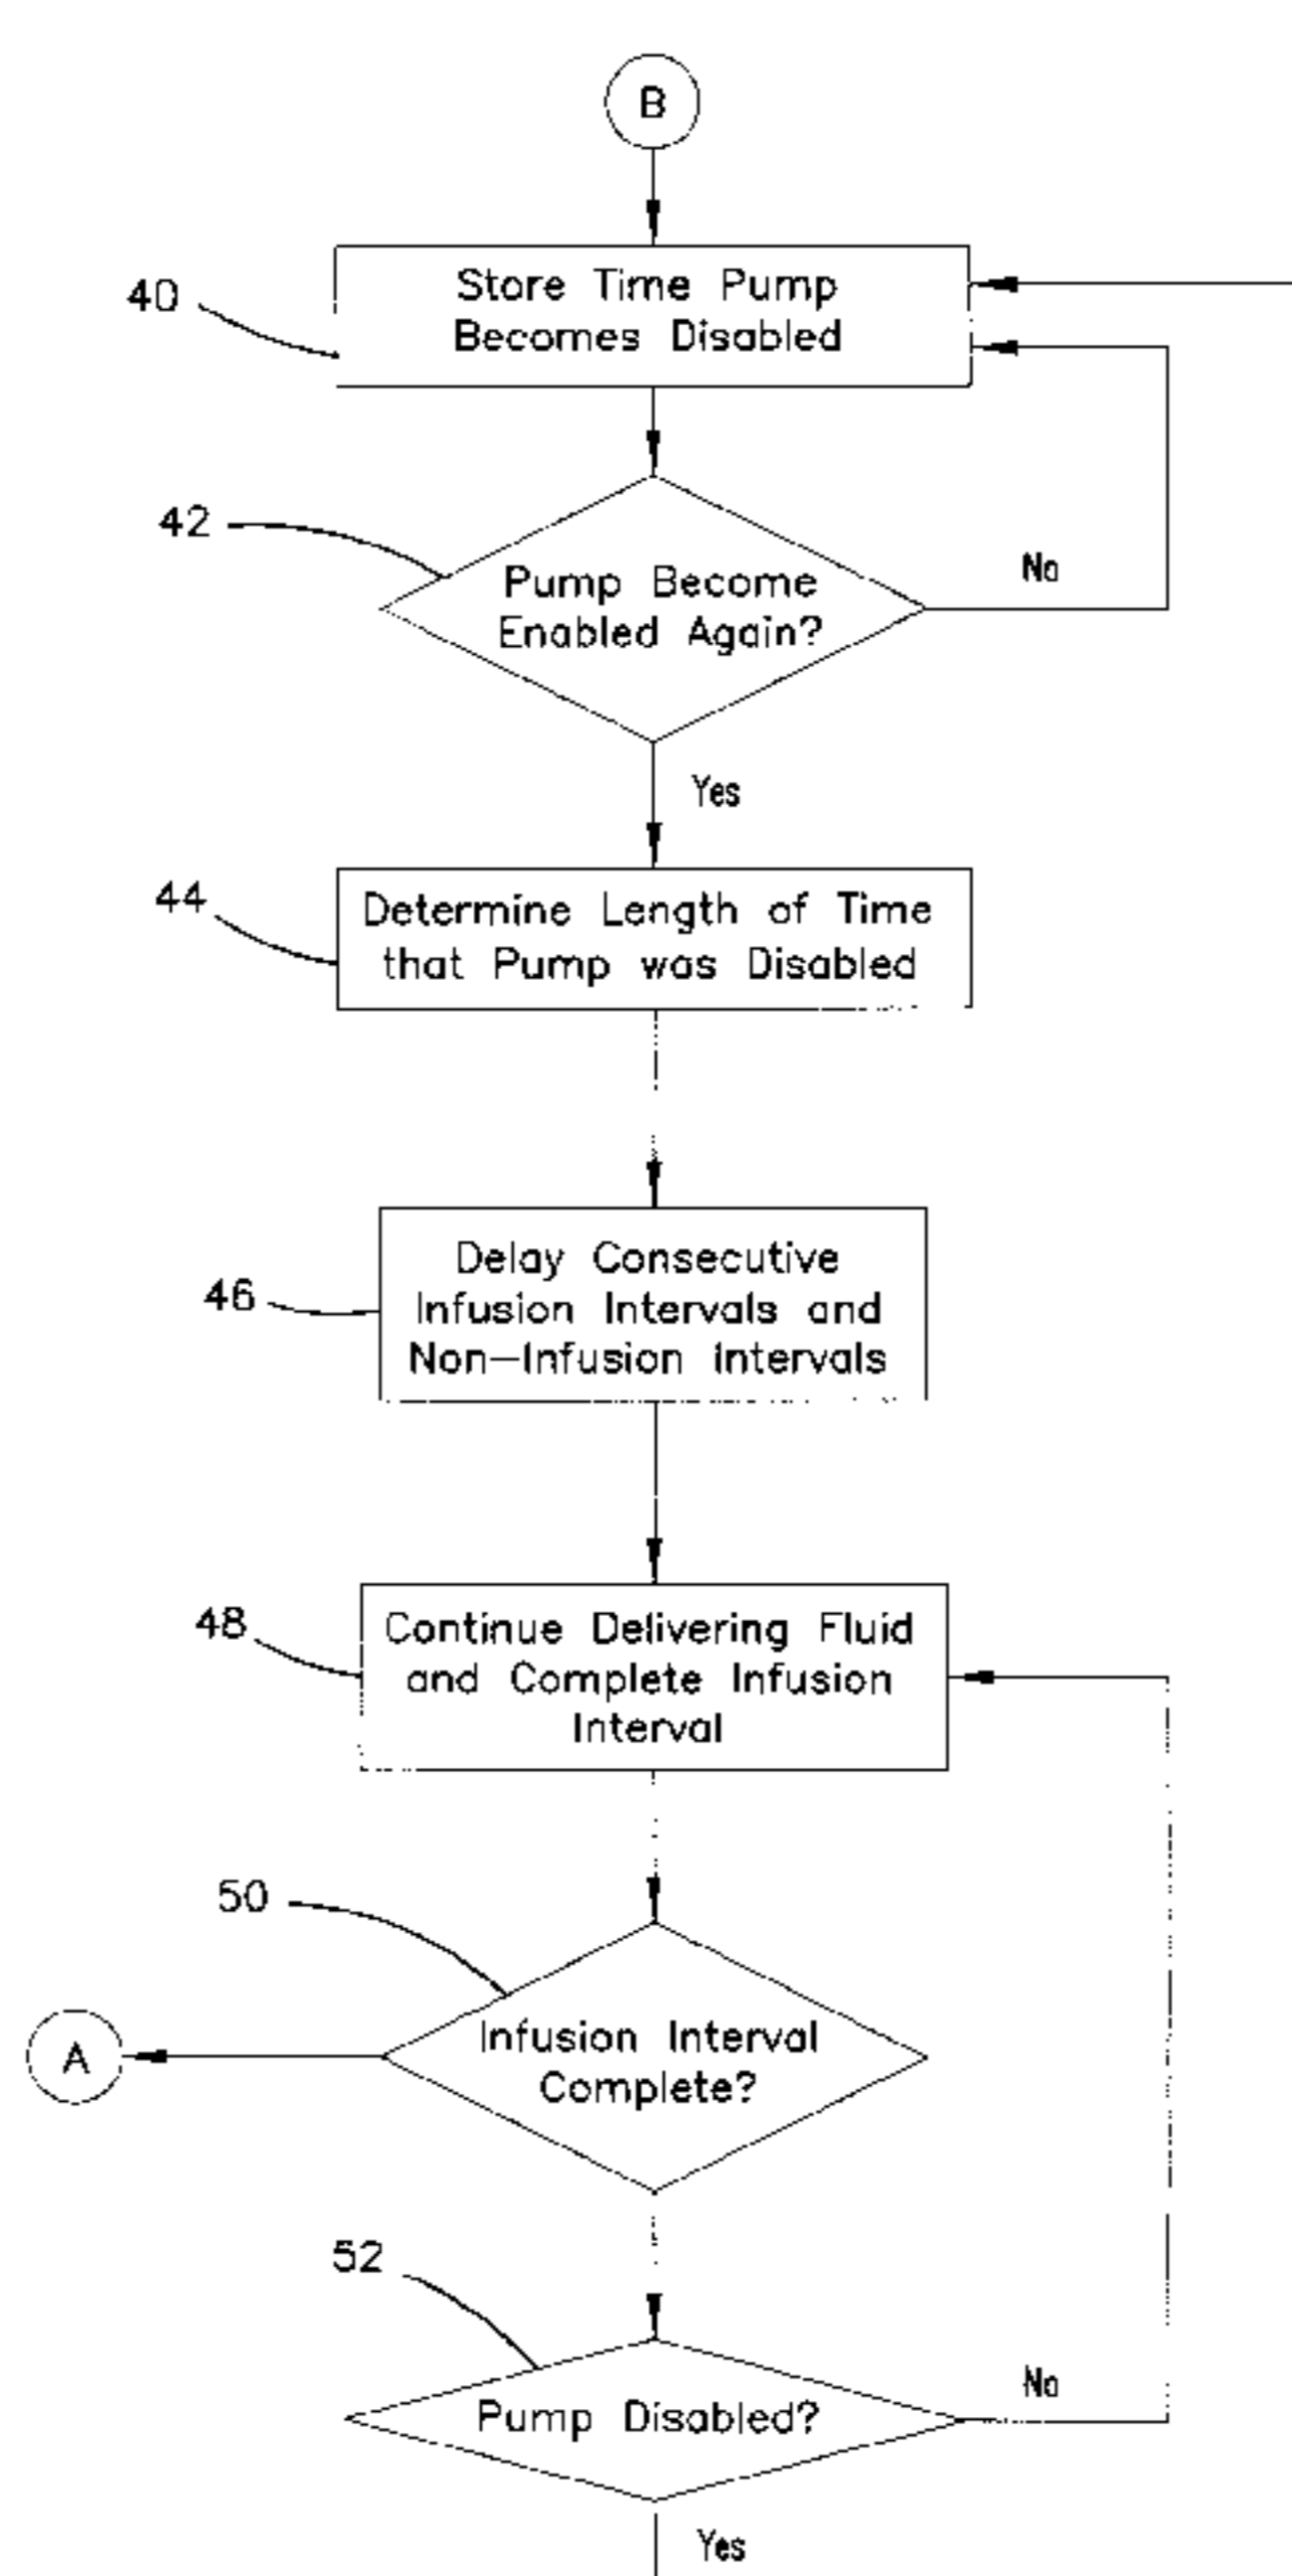 B
40
Store Time Pump
Becomes Disabled
42
Pump Become
Enabled Again?
No
Yes
44
Determine Length of Time
that Pump was Disabled
46
Delay Consecutive
Infusion Intervals and
Non-Infusion Intervals
48
Continue Delivering Fluid
and Complete Infusion
Interval
50
Infusion Interval
Complete?
A
52
Pump Disabled?
No
Yes